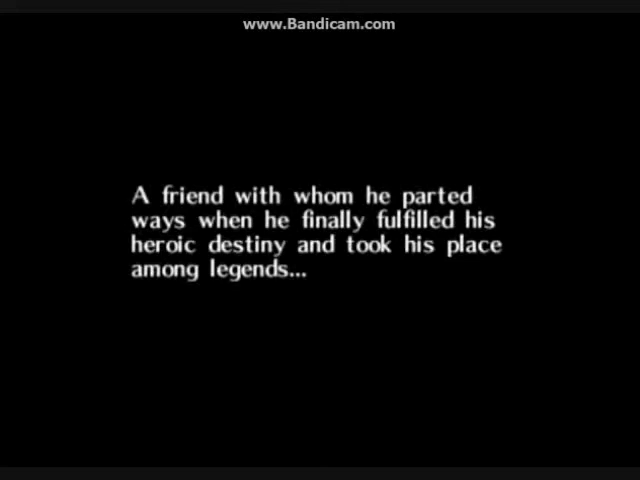 www.Bandicam.com
A friend with whom he parted
ways when he finally fulfilled his
heroic destiny and took his place
among legends...